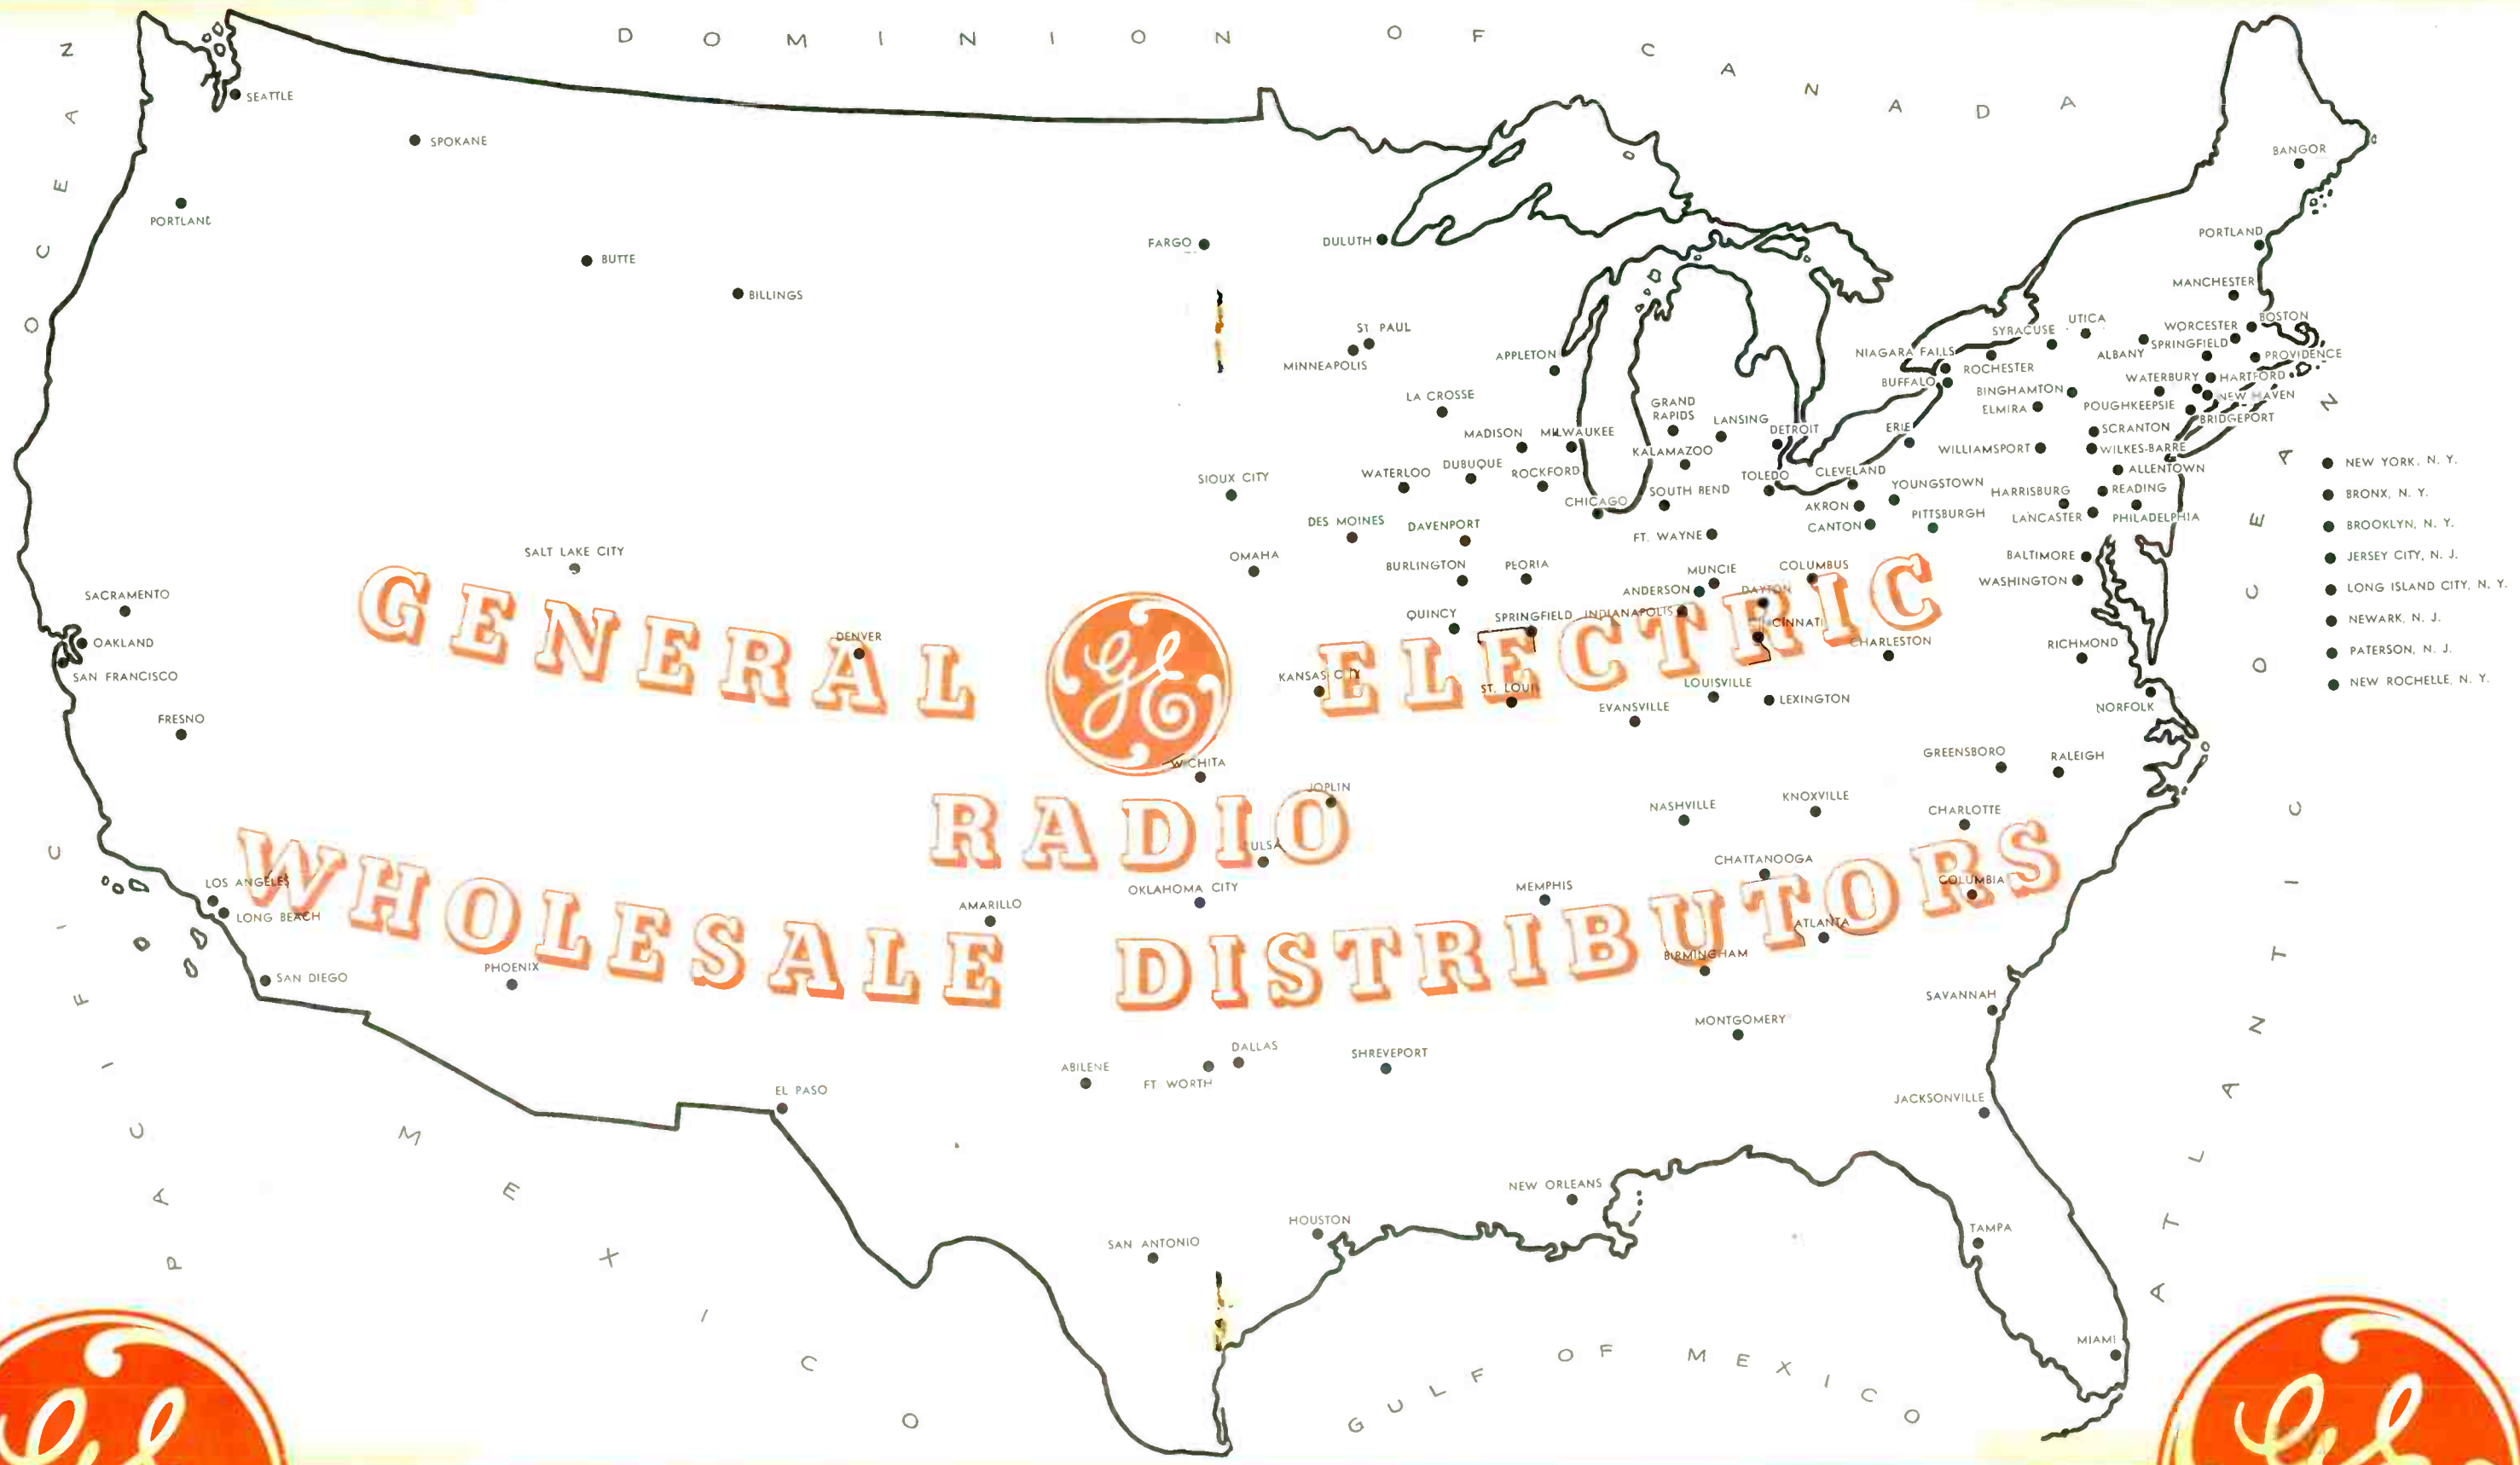 DOMINION OF CANADA
PACIFIC OCEAN
SEATTLE
SPOKANE
PORTLAND
BUTTE
BILLINGS
FARGO
DULUTH
BANGOR
PORTLAND
MANCHESTER
ST PAUL
MINNEAPOLIS
APPLETON
LA CROSSE
GRAND
RAPIDS
LANSING
DETROIT
MADISON
MILWAUKEE
KALAMAZOO
WATERLOO
DUBUQUE
ROCKFORD
SIOUX CITY
CHICAGO
SOUTH BEND
TOLEDO
CLEVELAND
ERIE
NIAGARA FALLS
BUFFALO
ROCHESTER
SYRACUSE
UTICA
ALBANY
WORCESTER
BOSTON
SPRINGFIELD
PROVIDENCE
WATERBURY
HARTFORD
NEW HAVEN
BINGHAMTON
ELMIRA
POUGHKEEPSIE
BRIDGEPORT
SCRANTON
WILLIAMSPORT
WILKES-BARRE
ALLENTOWN
YOUNGSTOWN
HARRISBURG
READING
AKRON
CANTON
PITTSBURGH
LANCASTER
PHILADELPHIA
DES MOINES
DAVENPORT
FT. WAYNE
OMAHA
BURLINGTON
PEORIA
MUNCIE
COLUMBUS
ANDERSON
DAYTON
BALTIMORE
WASHINGTON
QUINCY
SPRINGFIELD
INDIANAPOLIS
CINNATI
CHARLESTON
RICHMOND
SALT LAKE CITY
SACRAMENTO
OAKLAND
SAN FRANCISCO
FRESNO
DENVER
KANSAS CITY
ST. LOUI
LOUISVILLE
LEXINGTON
EVANSVILLE
NORFOLK
GENERAL GE ELECTRIC
RADIO
WHOLESALE DISTRIBUTORS
WICHITA
JOPLIN
TULSA
NASHVILLE
KNOXVILLE
GREENSBORO
RALEIGH
CHARLOTTE
CHATTANOOGA
COLUMBIA
LOS ANGELES
LONG BEACH
SAN DIEGO
PHOENIX
AMARILLO
OKLAHOMA CITY
MEMPHIS
ATLANTA
BIRMINGHAM
SAVANNAH
MONTGOMERY
ABILENE
DALLAS
FT. WORTH
SHREVEPORT
EL PASO
JACKSONVILLE
NEW ORLEANS
HOUSTON
SAN ANTONIO
TAMPA
MIAMI
MEXICO
GULF OF MEXICO
ATLANTIC OCEAN
NEW YORK, N. Y.
BRONX, N. Y.
BROOKLYN, N. Y.
JERSEY CITY, N. J.
LONG ISLAND CITY, N. Y.
NEWARK, N. J.
PATERSON, N. J.
NEW ROCHELLE, N. Y.
GE
GE